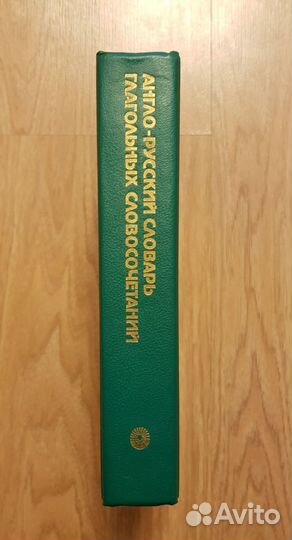 АНГЛО-РУССКИЙ СЛОВАРЬ
ГЛАГОЛЬНЫХ СЛОВОСОЧЕТАНИЙ
Avito